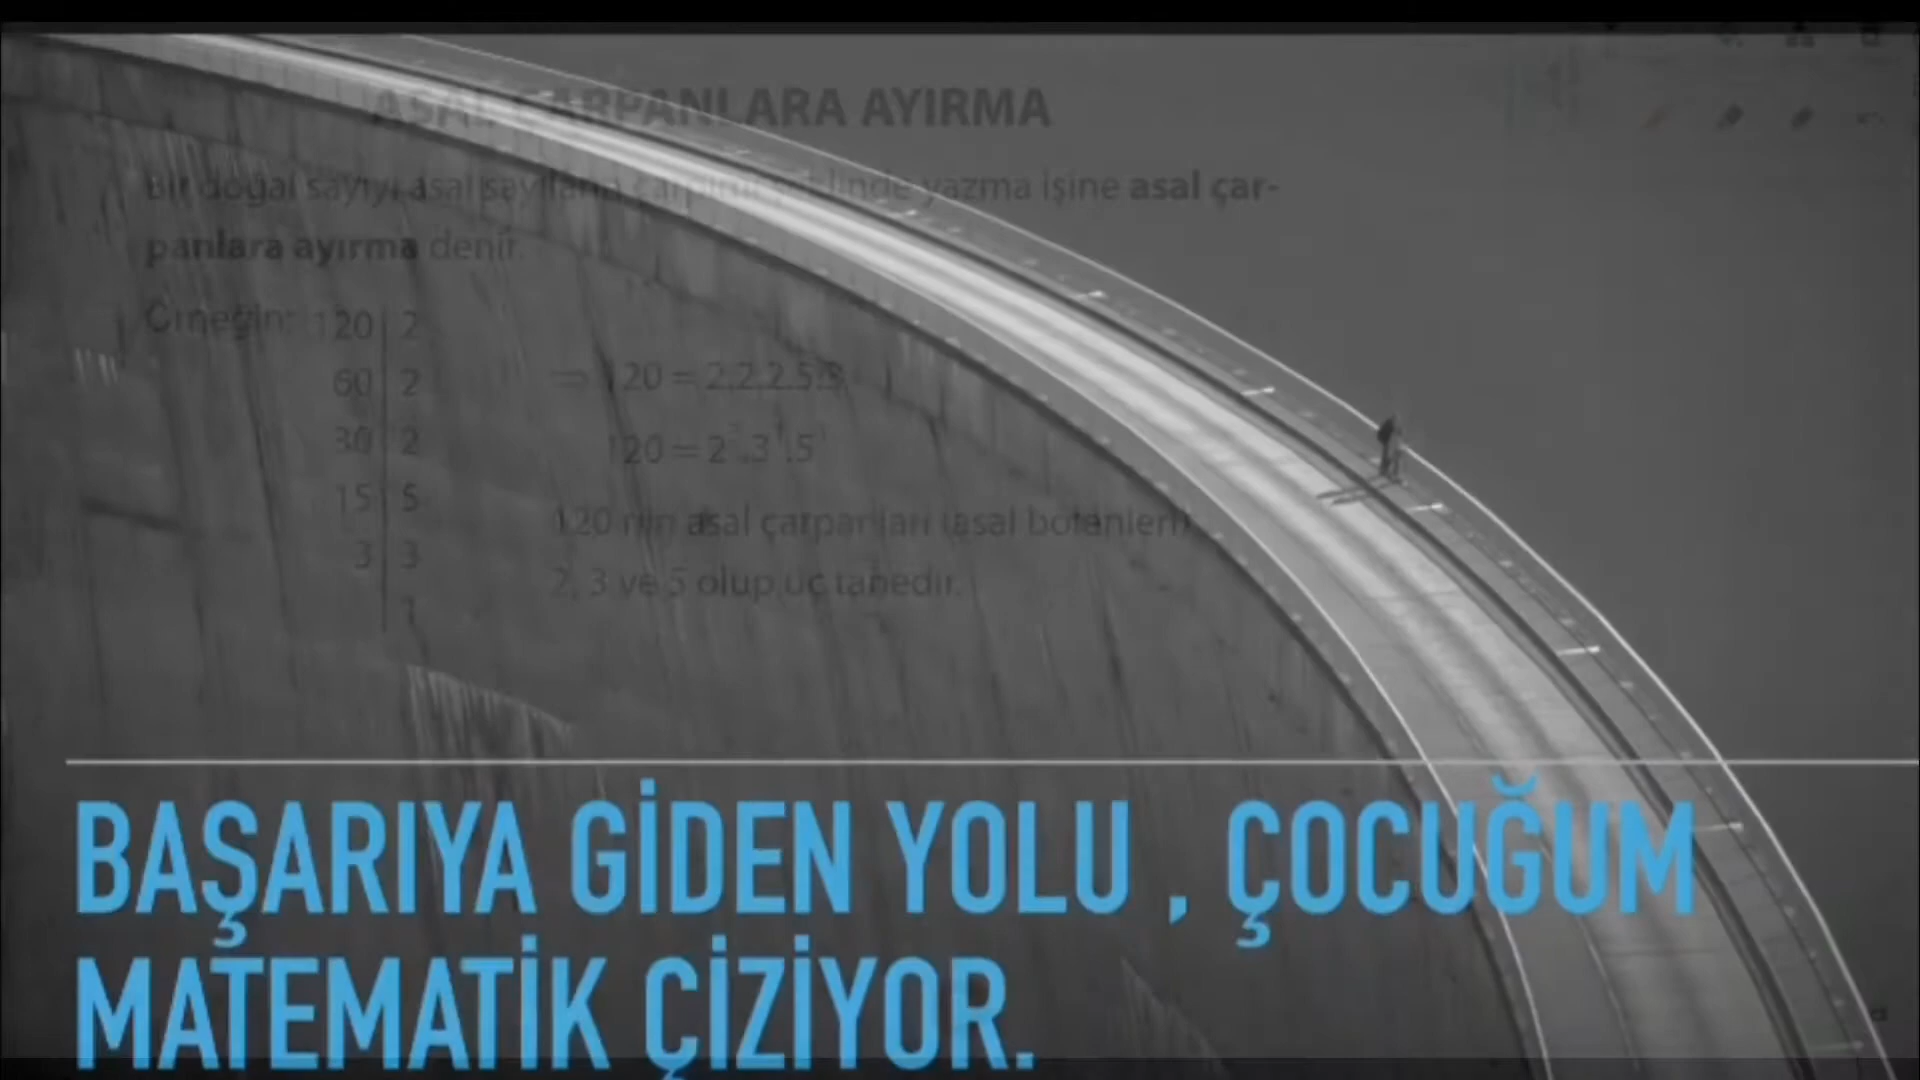 ASAL ÇARPANLARA AYIRMA
Bir doğal sayıyı asal sayıların çarpımı şeklinde yazma işine asal çar-
panlara ayırma denir.
Örneğin: 120 | 2
60 | 2
30 | 2
15 | 5
3 | 3
1
⇒ 120 = 2.2.2.5.3
120 = 2³.3¹.5¹
120 nin asal çarpanları (asal bölenleri)
2, 3 ve 5 olup üç tanedir.
BAŞARIYA GİDEN YOLU , ÇOCUĞUM
MATEMATİK ÇİZİYOR.